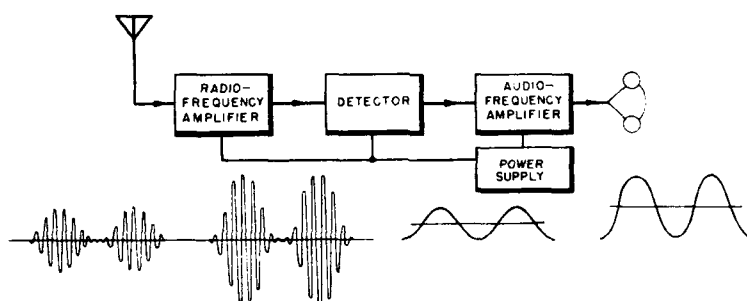 RADIO-
FREQUENCY
AMPLIFIER
DETECTOR
AUDIO-
FREQUENCY
AMPLIFIER
POWER
SUPPLY